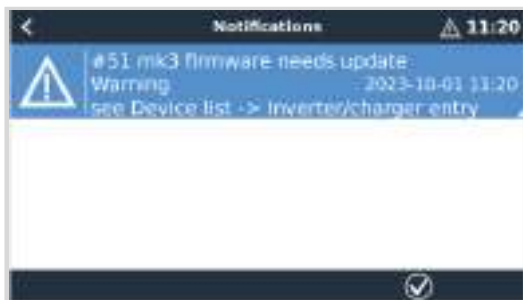 Notifications
11:20
#51 mk3 firmware needs update
Warning 2023-10-01 11:20
see Device list -> Inverter/charger entry